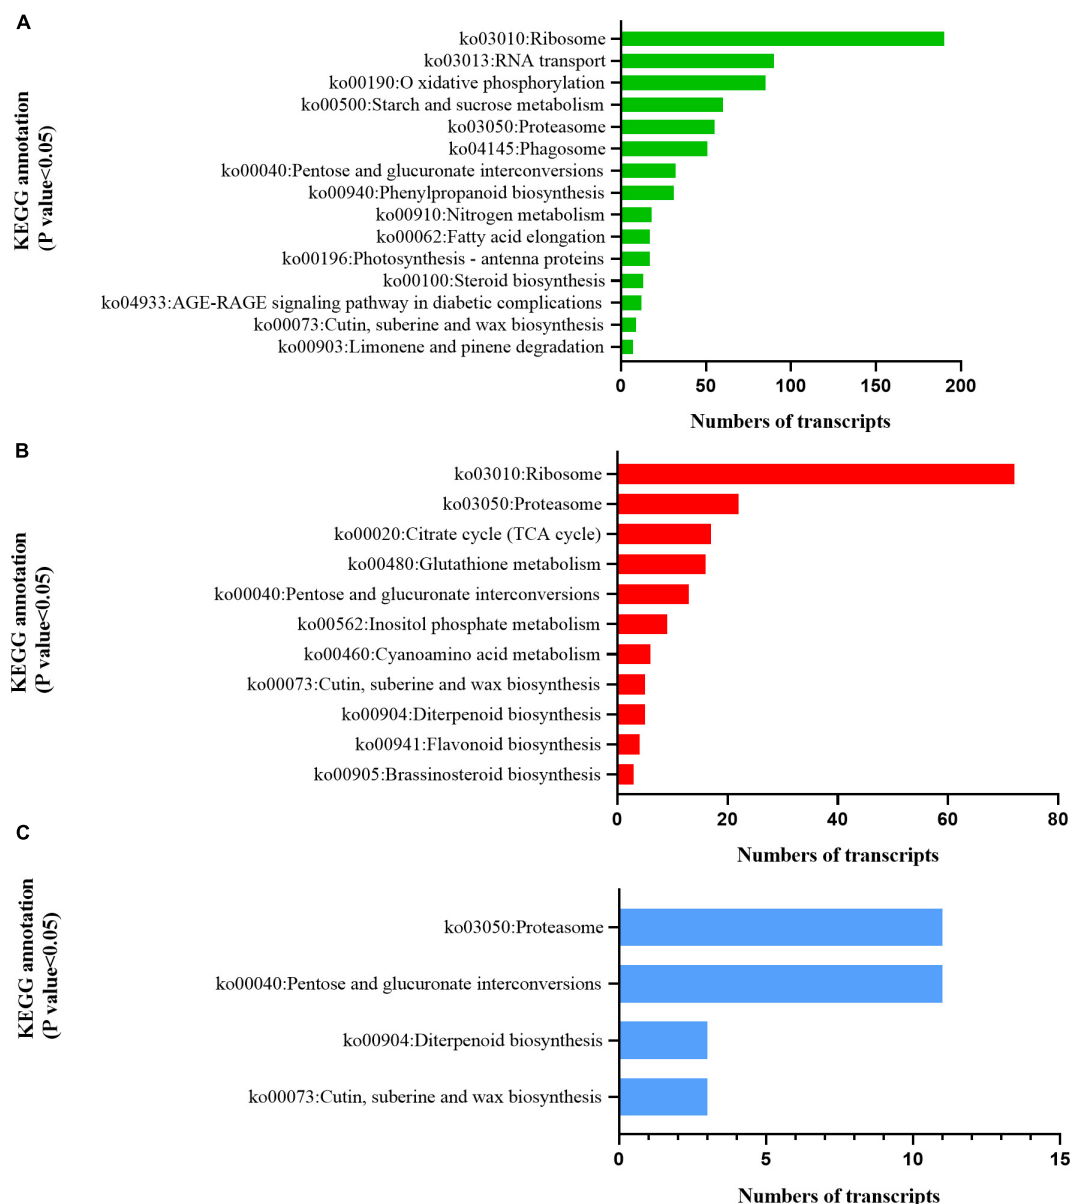 A
KEGG annotation
(P value<0.05)
ko03010:Ribosome
ko03013:RNA transport
ko00190:O xidative phosphorylation
ko00500:Starch and sucrose metabolism
ko03050:Proteasome
ko04145:Phagosome
ko00040:Pentose and glucuronate interconversions
ko00940:Phenylpropanoid biosynthesis
ko00910:Nitrogen metabolism
ko00062:Fatty acid elongation
ko00196:Photosynthesis - antenna proteins
ko00100:Steroid biosynthesis
ko04933:AGE-RAGE signaling pathway in diabetic complications
ko00073:Cutin, suberine and wax biosynthesis
ko00903:Limonene and pinene degradation
0 50 100 150 200
Numbers of transcripts
B
KEGG annotation
(P value<0.05)
ko03010:Ribosome
ko03050:Proteasome
ko00020:Citrate cycle (TCA cycle)
ko00480:Glutathione metabolism
ko00040:Pentose and glucuronate interconversions
ko00562:Inositol phosphate metabolism
ko00460:Cyanoamino acid metabolism
ko00073:Cutin, suberine and wax biosynthesis
ko00904:Diterpenoid biosynthesis
ko00941:Flavonoid biosynthesis
ko00905:Brassinosteroid biosynthesis
0 20 40 60 80
Numbers of transcripts
C
KEGG annotation
(P value<0.05)
ko03050:Proteasome
ko00040:Pentose and glucuronate interconversions
ko00904:Diterpenoid biosynthesis
ko00073:Cutin, suberine and wax biosynthesis
0 5 10 15
Numbers of transcripts